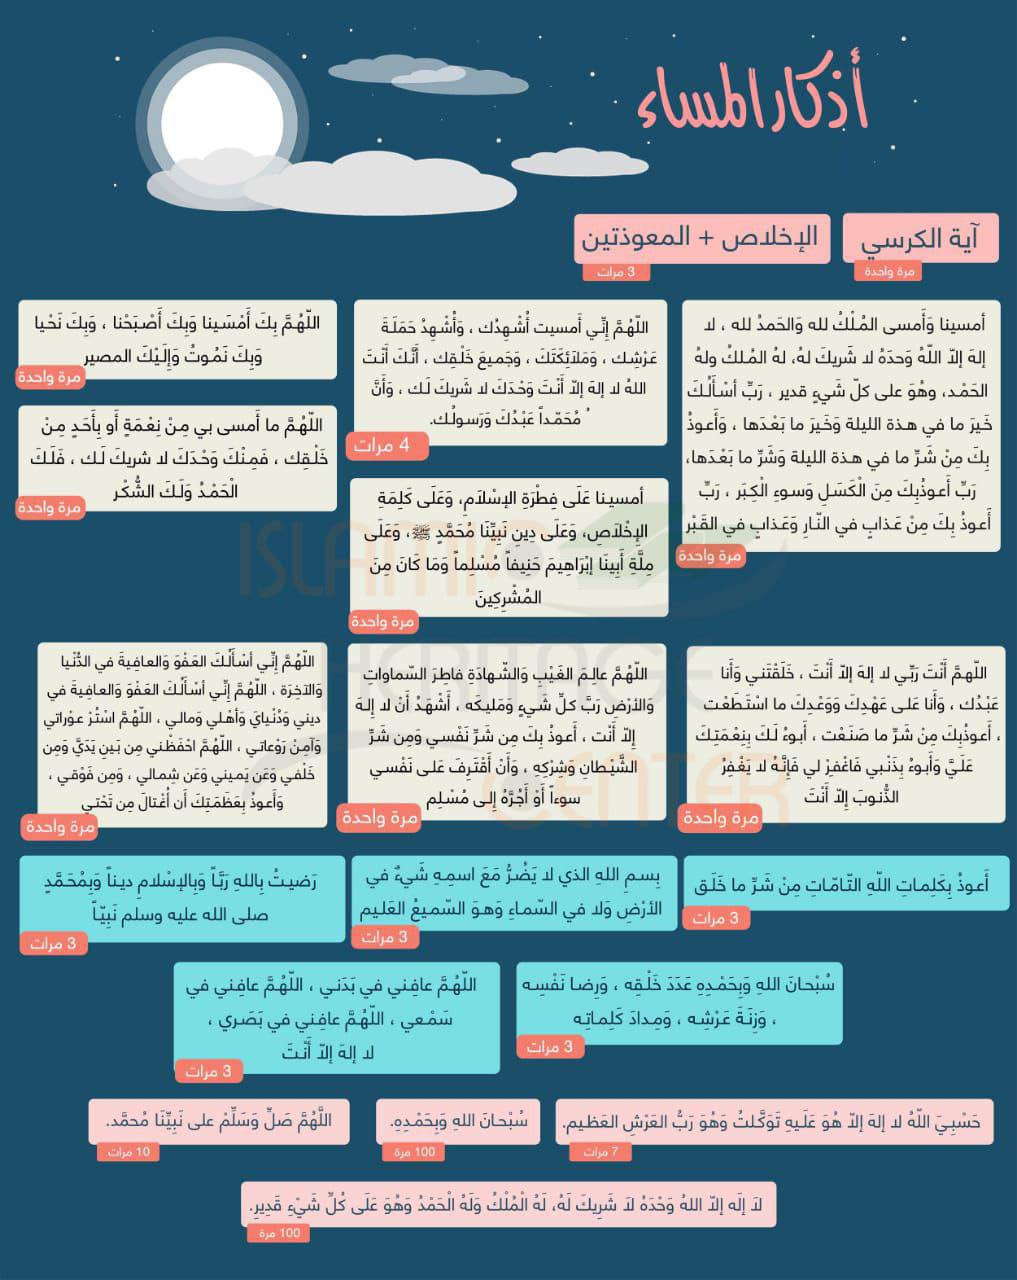 أذكار المساء
آية الكرسي
مرة واحدة
الإخلاص + المعوذتين
3 مرات
أمسينا وَأَمسى المُلْكُ لله وَالحَمدُ لله ، لا
إلهَ إلاّ اللّهُ وَحدَهُ لا شَريكَ لهُ، لهُ المُلكُ ولهُ
الحَمْد، وهُوَ على كلّ شَيءٍ قدير ، رَبِّ أسْأَلُكَ
خَيرَ ما في هذة الليلة وَخَيرَ ما بَعْدَها ، وَأَعوذُ
بِكَ مِنْ شَرِّ ما في هذة الليلة وَشَرِّ ما بَعْدَها،
رَبِّ أَعوذُبِكَ مِنَ الْكَسَلِ وَسوءِ الْكِبَر ، رَبِّ
أَعوذُ بِكَ مِنْ عَذابٍ في النّارِ وَعَذابٍ في القَبْر
مرة واحدة
اللّهُمَّ إِنِّي أمسيت أُشْهِدُك ، وَأُشْهِدُ حَمَلَةَ
عَرْشِك ، وَمَلائِكَتَكَ ، وَجَميعَ خَلْقِك ، أَنَّكَ أَنْتَ
اللهُ لا إلهَ إلاّ أَنْتَ وَحْدَكَ لا شَريكَ لَك ، وَأَنَّ
ُ مُحَمّداً عَبْدُكَ وَرَسولُك.
4 مرات
اللّهُمَّ بِكَ أَمْسَينا وَبِكَ أَصْبَحْنا ، وَبِكَ نَحْيا
وَبِكَ نَمُوتُ وَإِلَيْكَ المصير
مرة واحدة
اللّهُمَّ ما أمسى بي مِنْ نِعْمَةٍ أَو بِأَحَدٍ مِنْ
خَلْقِك ، فَمِنْكَ وَحْدَكَ لا شريكَ لَك ، فَلَكَ
الْحَمْدُ وَلَكَ الشُّكْر
مرة واحدة
أمسينا عَلَى فِطْرَةِ الإسْلاَمِ، وَعَلَى كَلِمَةِ
الإِخْلاَصِ، وَعَلَى دِينِ نَبِيِّنَا مُحَمَّدٍ ﷺ، وَعَلَى
مِلَّةِ أَبِينَا إبْرَاهِيمَ حَنِيفاً مُسْلِماً وَمَا كَانَ مِنَ
المُشْرِكِينَ
مرة واحدة
ISLAMIC
HERITAGE
CENTER
اللهمَّ أَنْتَ رَبِّي لا إلهَ إلاّ أَنْتَ ، خَلَقْتَني وَأَنا
عَبْدُك ، وَأَنا عَلى عَهْدِكَ وَوَعْدِكَ ما اسْتَطَعْت
، أَعوذُبِكَ مِنْ شَرِّ ما صَنَعْت ، أَبوءُ لَكَ بِنِعْمَتِكَ
عَلَيَّ وَأَبوءُ بِذَنْبي فَاغْفِرْ لي فَإِنَّهُ لا يَغْفِرُ
الذُّنوبَ إِلاّ أَنْتَ
مرة واحدة
اللهُمَّ عالِمَ الغَيْبِ وَالشّهادَةِ فاطِرَ السّماواتِ
وَالأرْضِ رَبَّ كلِّ شَيءٍ وَمَليكَه ، أَشْهَدُ أَنْ لا إِلهَ
إِلاّ أَنْت ، أَعوذُ بِكَ مِن شَرِّ نَفْسي وَمِن شَرِّ
الشَّيْطانِ وَشِرْكِهِ ، وَأَنْ أَقْتَرِفَ عَلى نَفْسي
سوءاً أَوْ أَجُرَّهُ إِلى مُسْلِم
مرة واحدة
اللّهُمَّ إِنِّي أَسْأَلُكَ العَفْوَ وَالعافِيةَ في الدُّنْيا
وَالآخِرَة ، اللهُمَّ إِنِّي أَسْأَلُكَ العَفْوَ وَالعافِيةَ في
ديني وَدُنْيايَ وَأهْلي وَمالي ، اللهُمَّ اسْتُرْ عوْراتي
وَآمِنْ رَوْعاتي ، اللهُمَّ احْفَظْني مِن بَينِ يَدَيَّ وَمِن
خَلْفي وَعَن يَميني وَعَن شِمالي ، وَمِن فَوْقي ،
وَأَعوذُ بِعَظَمَتِكَ أَن أُغْتالَ مِن تَحْتي
مرة واحدة
أَعوذُ بِكَلِماتِ اللّهِ التّامّاتِ مِنْ شَرِّ ما خَلَق
3 مرات
بِسمِ اللهِ الذي لا يَضُرُّ مَعَ اسمِهِ شَيءٌ في
الأرْضِ وَلا في السّماءِ وَهوَ السّميعُ العَليم
3 مرات
رَضيتُ بِاللهِ رَبَّاً وَبِالإسْلامِ ديناً وَبِمُحَمَّدٍ
صلى الله عليه وسلم نَبِيّاً
3 مرات
سُبْحانَ اللهِ وَبِحَمْدِهِ عَدَدَ خَلْقِه ، وَرِضا نَفْسِه
، وَزِنَةَ عَرْشِه ، وَمِدادَ كَلِماتِه
3 مرات
اللّهُمَّ عافِني في بَدَني ، اللّهُمَّ عافِني في
سَمْعي ، اللّهُمَّ عافِني في بَصَري ،
لا إلهَ إلاّ أَنْتَ
3 مرات
حَسْبِيَ اللّهُ لا إلهَ إلاّ هُوَ عَلَيهِ تَوَكَّلتُ وَهُوَ رَبُّ العَرْشِ العَظيم.
7 مرات
سُبْحانَ اللهِ وَبِحَمْدِهِ.
100 مرة
اللَّهُمَّ صَلِّ وَسَلِّمْ على نَبِيِّنَا مُحمَّد.
10 مرات
لاَ إلَه إلاّ اللهُ وَحْدَهُ لاَ شَرِيكَ لَهُ، لَهُ الْمُلْكُ وَلَهُ الْحَمْدُ وَهُوَ عَلَى كُلِّ شَيْءٍ قَدِيرِ.
100 مرة